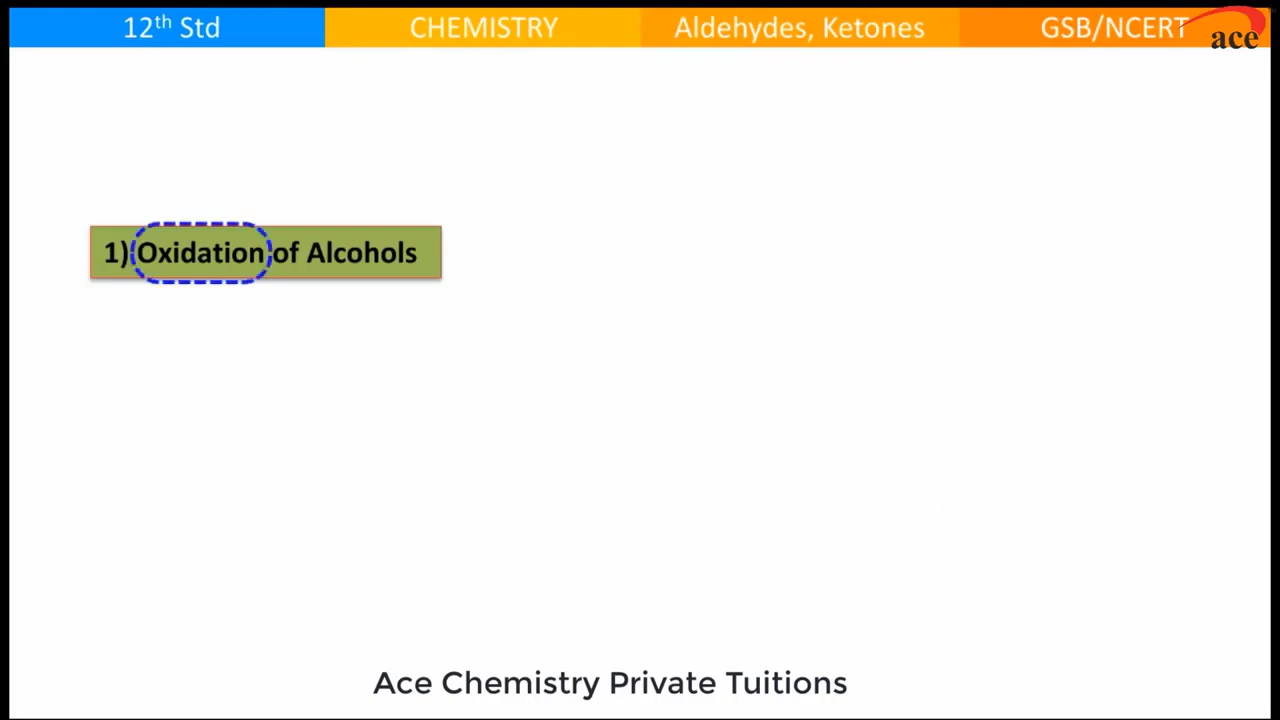 12th Std CHEMISTRY Aldehydes, Ketones GSB/NCERT ace
1) Oxidation of Alcohols
Ace Chemistry Private Tuitions